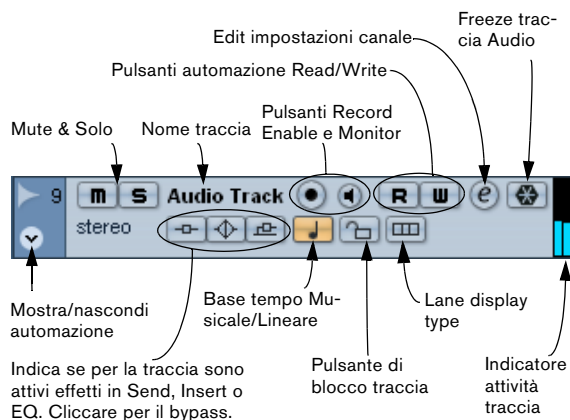 Freeze trac-
cia Audio
Edit impostazioni canale
Pulsanti automazione Read/Write
Pulsanti Record
Enable e Monitor
Mute & Solo
Nome traccia
9
m
S
Audio Track
R
W
e
stereo
Mostra/nascondi
automazione
Base tempo Mu-
sicale/Lineare
Lane display
type
Indica se per la traccia sono
attivi effetti in Send, Insert o
EQ. Cliccare per il bypass.
Pulsante di
blocco traccia
Indicatore
attività
traccia